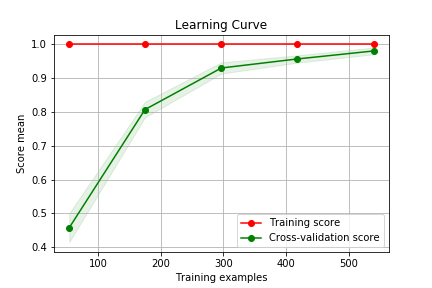 Learning Curve
1.0
0.9
0.8
0.7
0.6
0.5
0.4
Score mean
Training score
Cross-validation score
100
200
300
400
500
Training examples